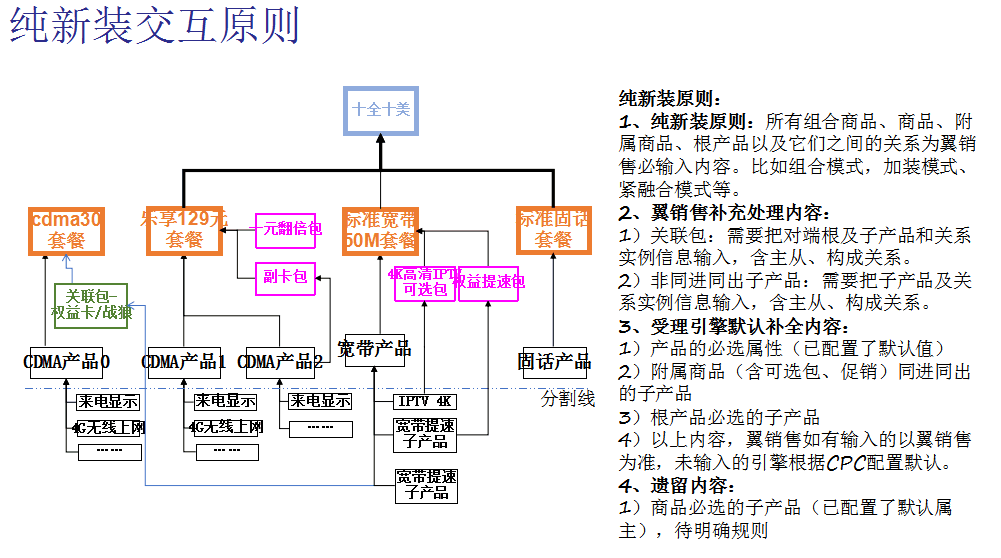 纯新装交互原则
十全十美
cdma30
套餐
乐享129元
套餐
一元翻倍包
标准宽带
50M套餐
标准固话
套餐
副卡包
4K高清IPTV
可选包
权益提速包
关联包-
权益卡/战狼
CDMA产品0
CDMA产品1
CDMA产品2
宽带产品
固话产品
分割线
来电显示
4G无线上网
... ...
来电显示
4G无线上网
... ...
来电显示
... ...
IPTV 4K
宽带提速
子产品
宽带提速
子产品
纯新装原则：
1、纯新装原则：所有组合商品、商品、附
属商品、根产品以及它们之间的关系为翼销
售必输入内容。比如组合模式，加装模式、
紧融合模式等。
2、翼销售补充处理内容：
1）关联包：需要把对端根及子产品和关系
实例信息输入，含主从、构成关系。
2）非同进同出子产品：需要把子产品及关
系实例信息输入，含主从、构成关系。
3、受理引擎默认补全内容：
1）产品的必选属性（已配置了默认值）
2）附属商品（含可选包、促销）同进同出
的子产品
3）根产品必选的子产品
4）以上内容，翼销售如有输入的以翼销售
为准，未输入的引擎根据CPC配置默认。
4、遗留内容：
1）商品必选的子产品（已配置了默认属
主），待明确规则